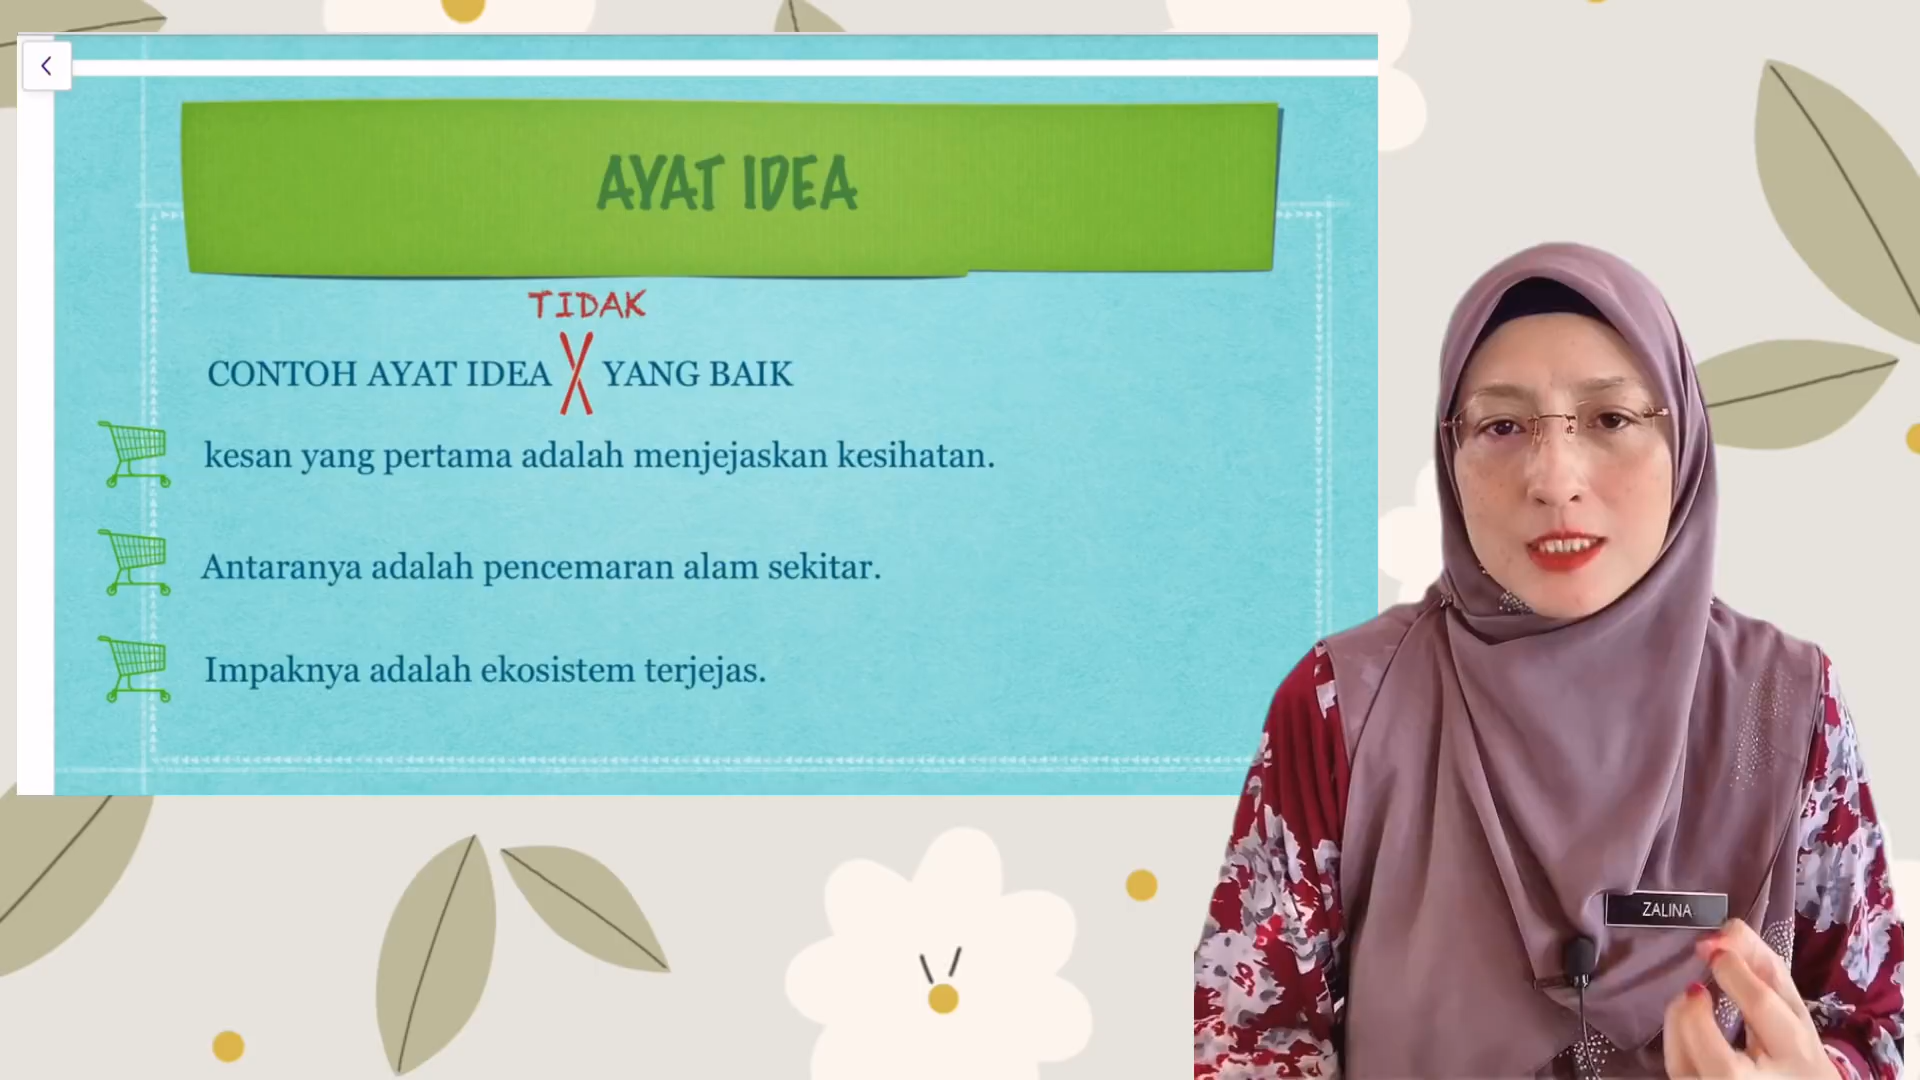 AYAT IDEA
TIDAK
CONTOH AYAT IDEA X YANG BAIK
kesan yang pertama adalah menjejaskan kesihatan.
Antaranya adalah pencemaran alam sekitar.
Impaknya adalah ekosistem terjejas.
ZALINA